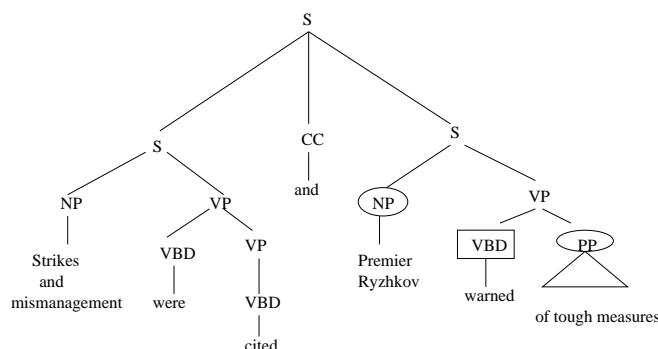 S
S CC S
and
NP VP NP VP
Strikes
and
mismanagement
VBD VP
were VBD
cited
Premier
Ryzhkov
VBD PP
warned
of tough measures